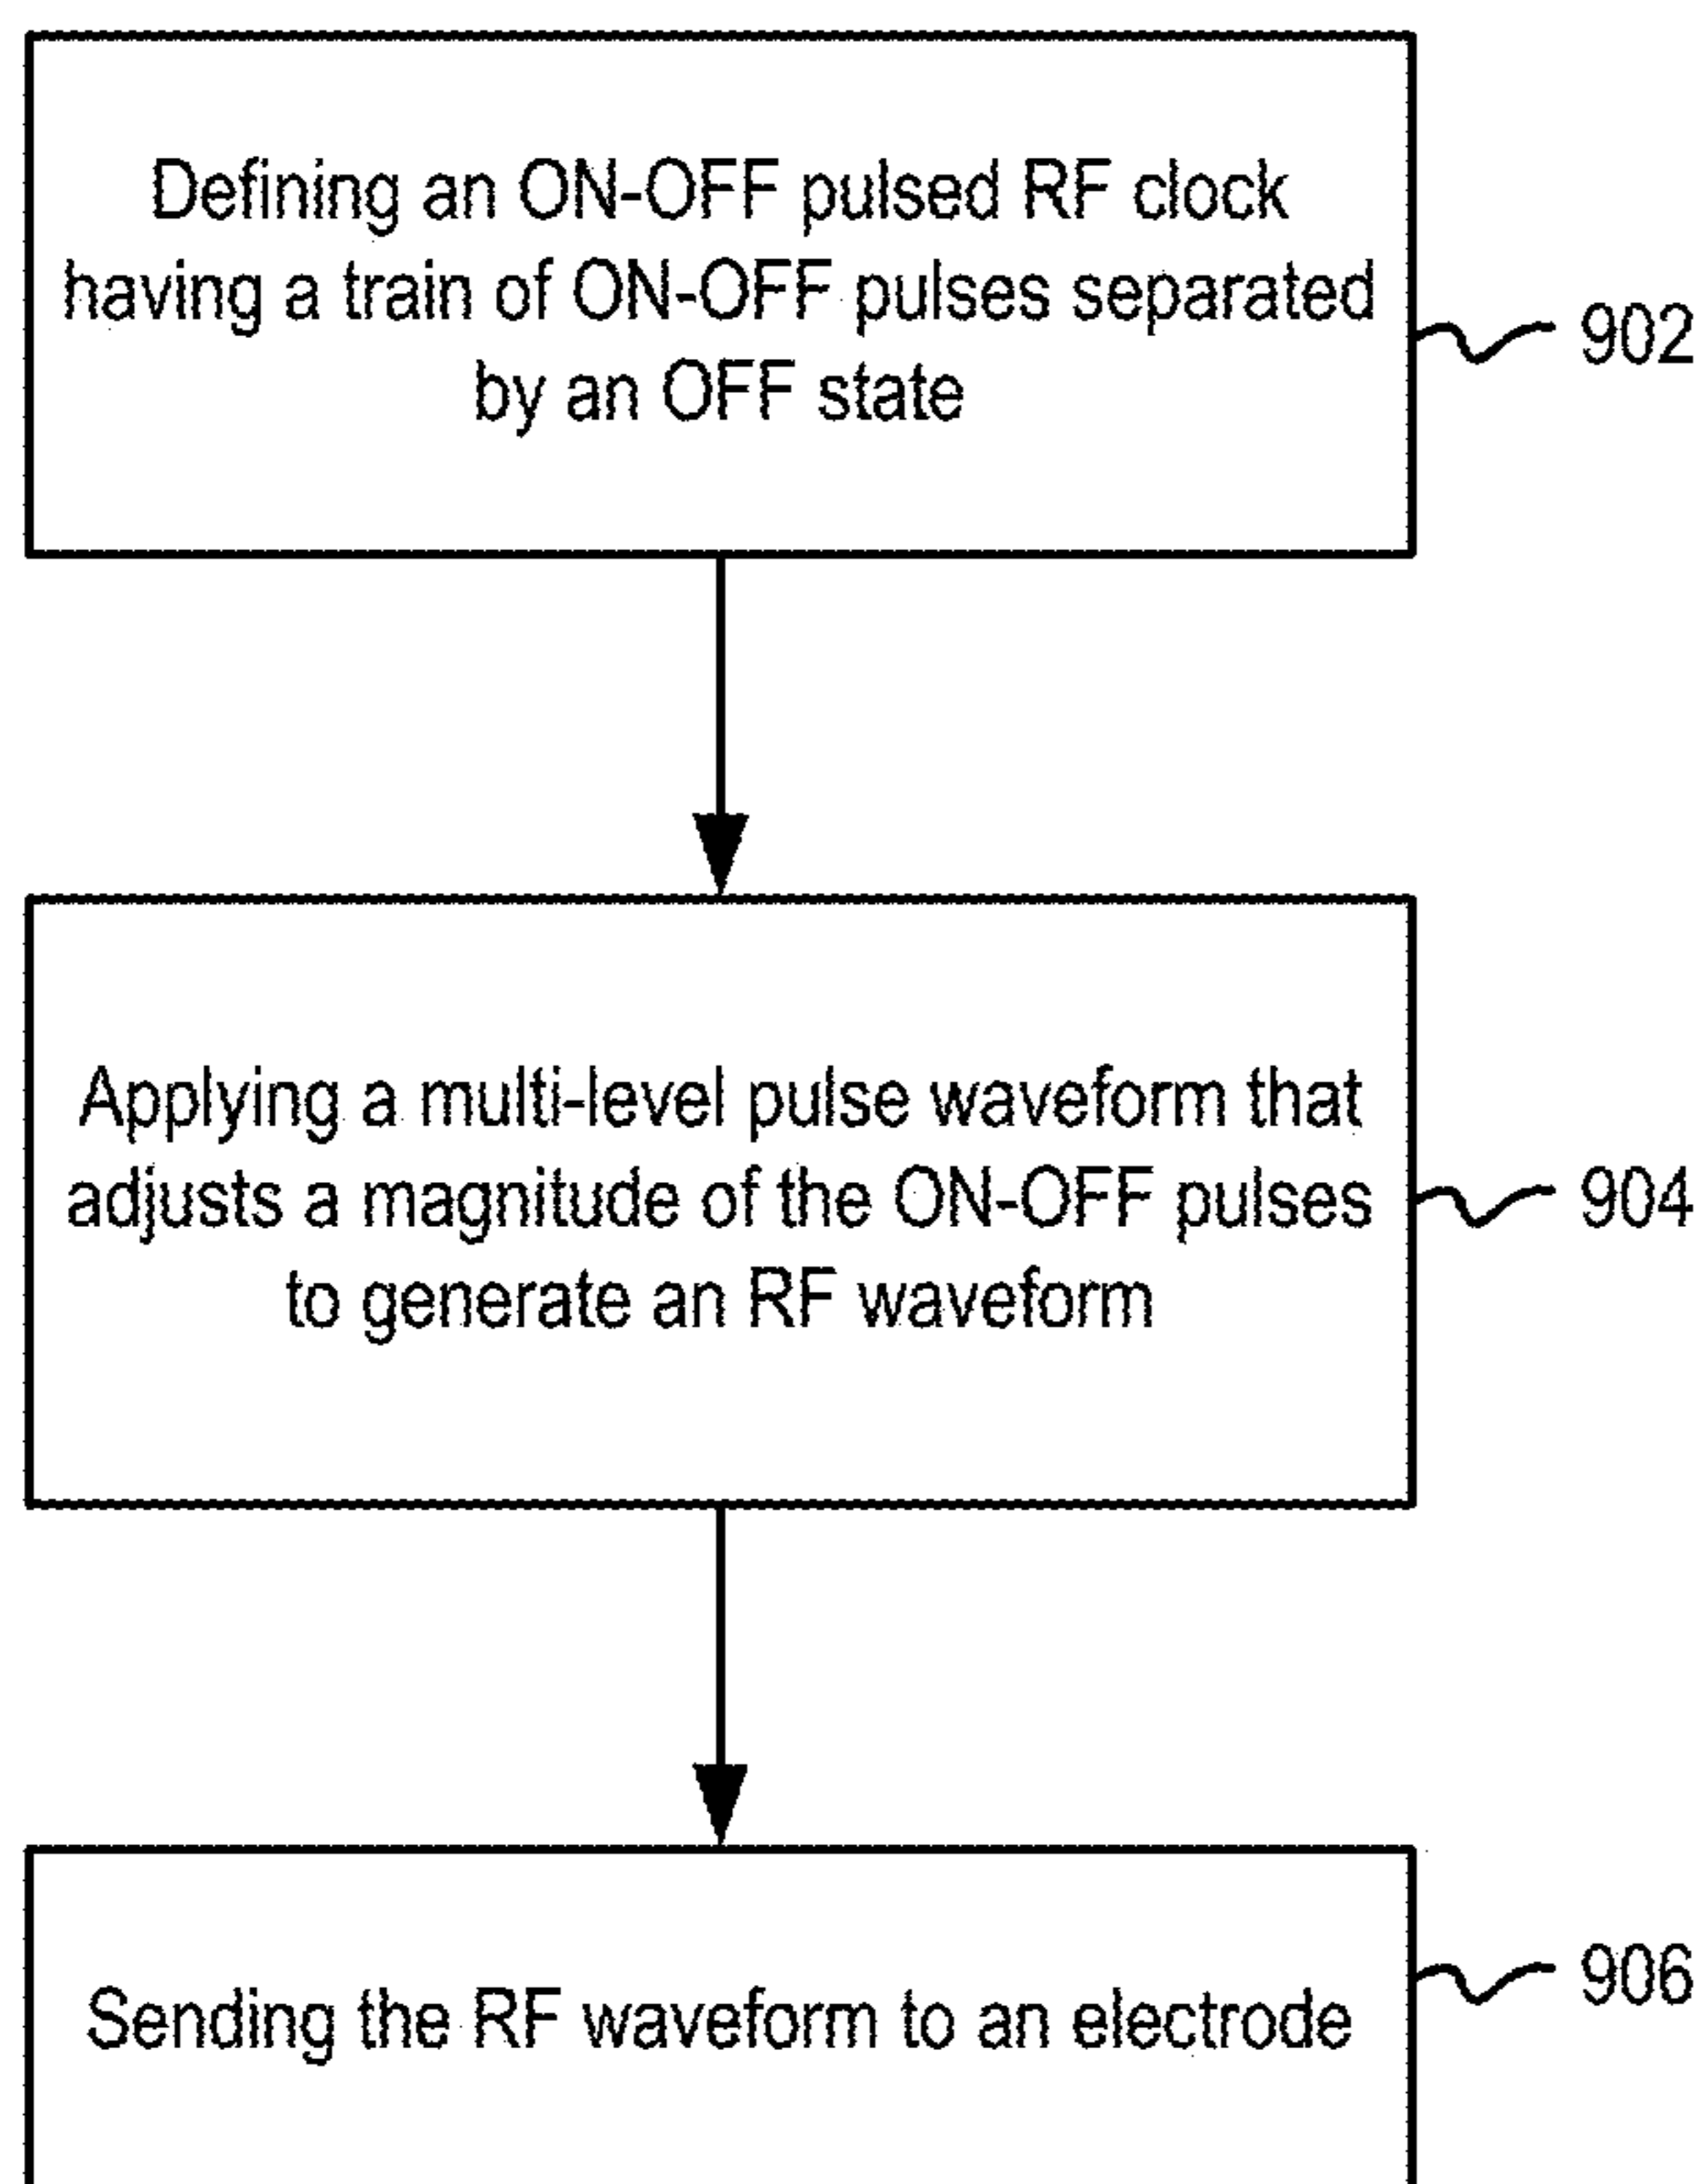 Defining an ON-OFF pulsed RF clock
having a train of ON-OFF pulses separated
by an OFF state
902
Applying a multi-level pulse waveform that
adjusts a magnitude of the ON-OFF pulses
to generate an RF waveform
904
Sending the RF waveform to an electrode
906